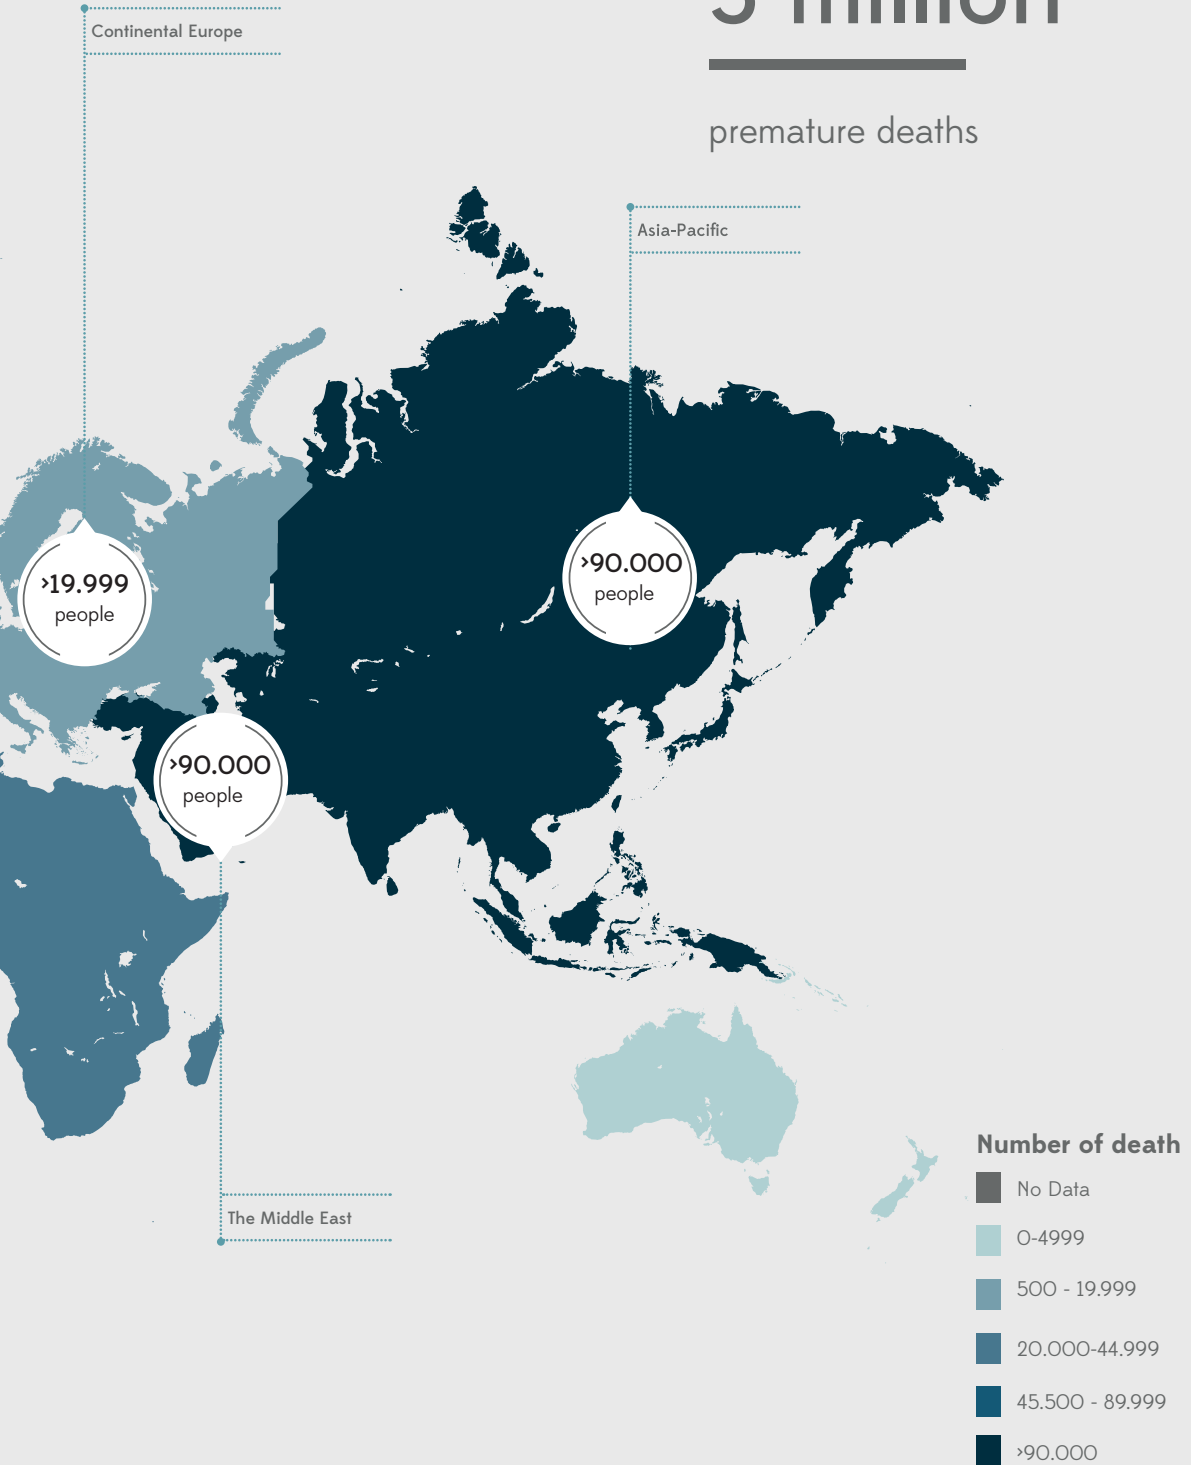 Continental Europe
million
premature deaths
Asia-Pacific
>19.999
people
>90.000
people
>90.000
people
The Middle East
Number of death
No Data
0-4999
500 - 19.999
20.000-44.999
45.500 - 89.999
>90.000